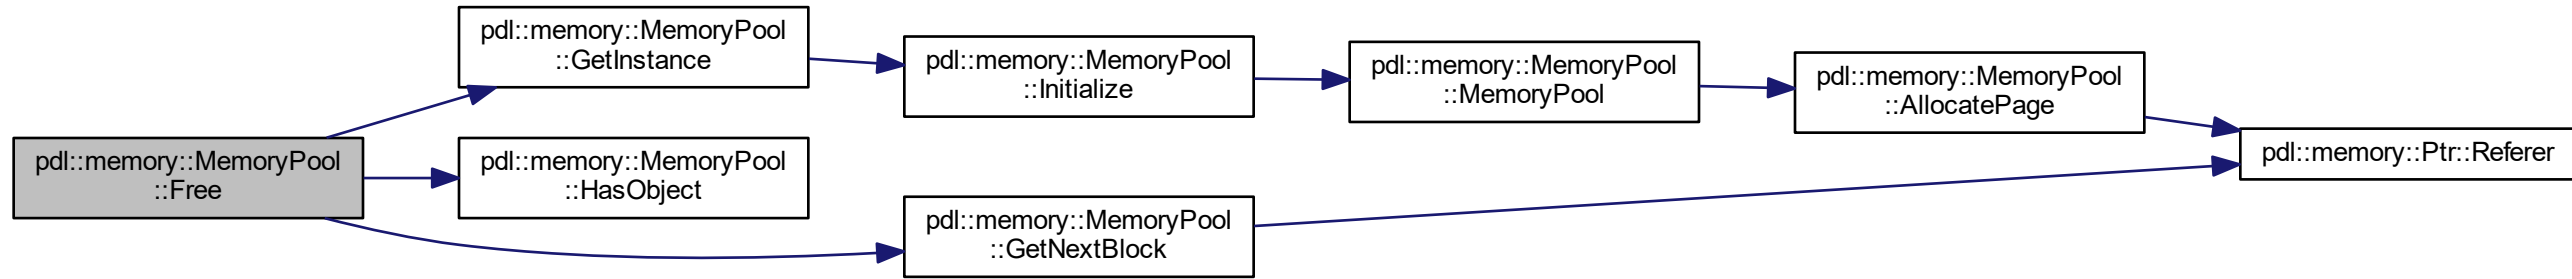 pdl::memory::MemoryPool
::Free
pdl::memory::MemoryPool
::GetInstance
pdl::memory::MemoryPool
::HasObject
pdl::memory::MemoryPool
::Initialize
pdl::memory::MemoryPool
::GetNextBlock
pdl::memory::MemoryPool
::MemoryPool
pdl::memory::MemoryPool
::AllocatePage
pdl::memory::Ptr::Referer